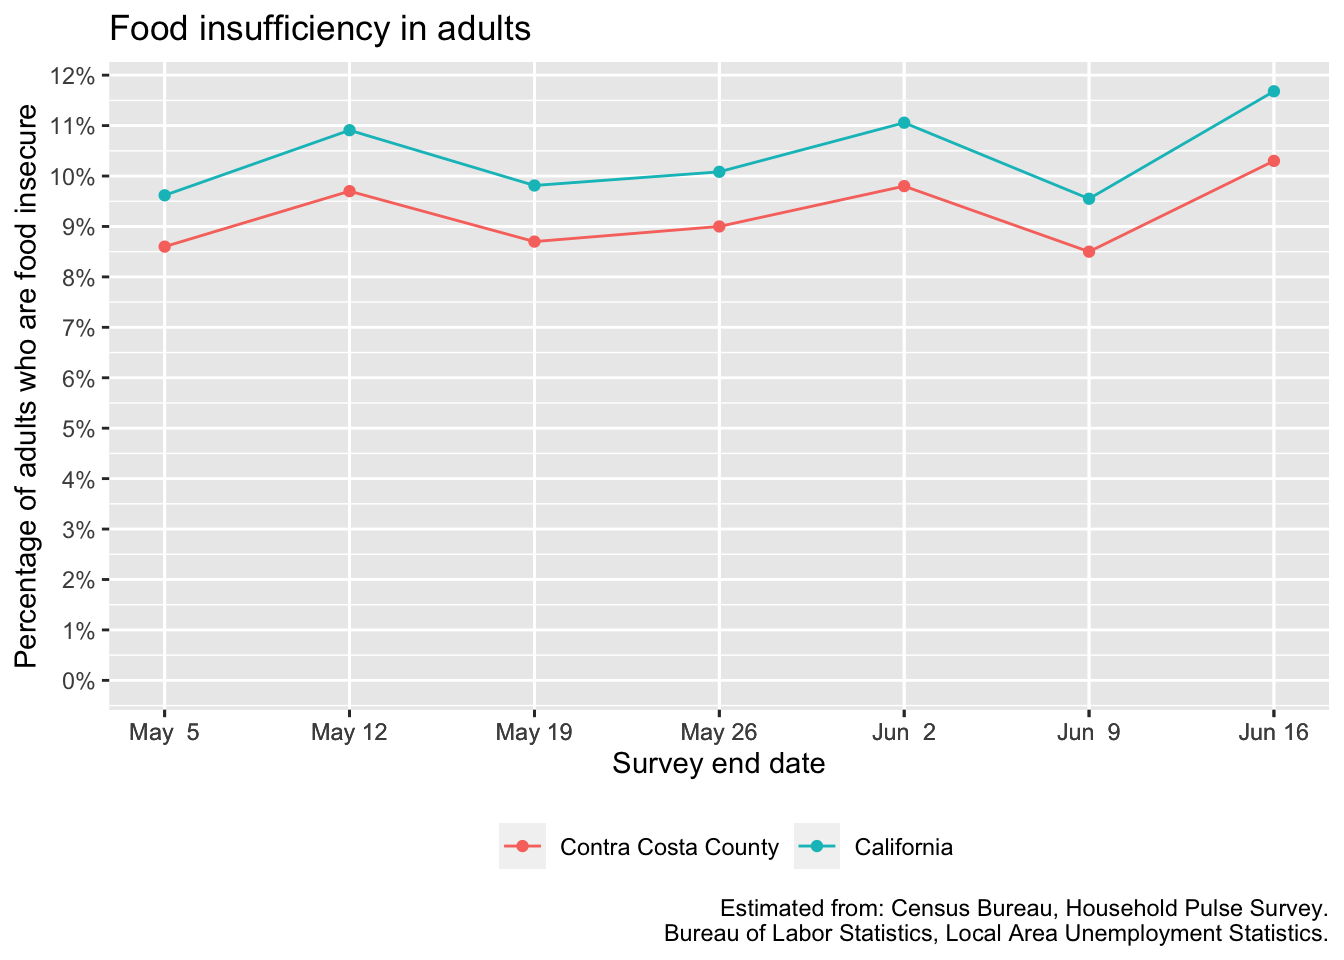 Food insufficiency in adults
Percentage of adults who are food insecure
12%
11%
10%
9%
8%
7%
6%
5%
4%
3%
2%
1%
0%
May  5 May 12 May 19 May 26 Jun  2 Jun  9 Jun 16
Survey end date
Contra Costa County California
Estimated from: Census Bureau, Household Pulse Survey.
Bureau of Labor Statistics, Local Area Unemployment Statistics.